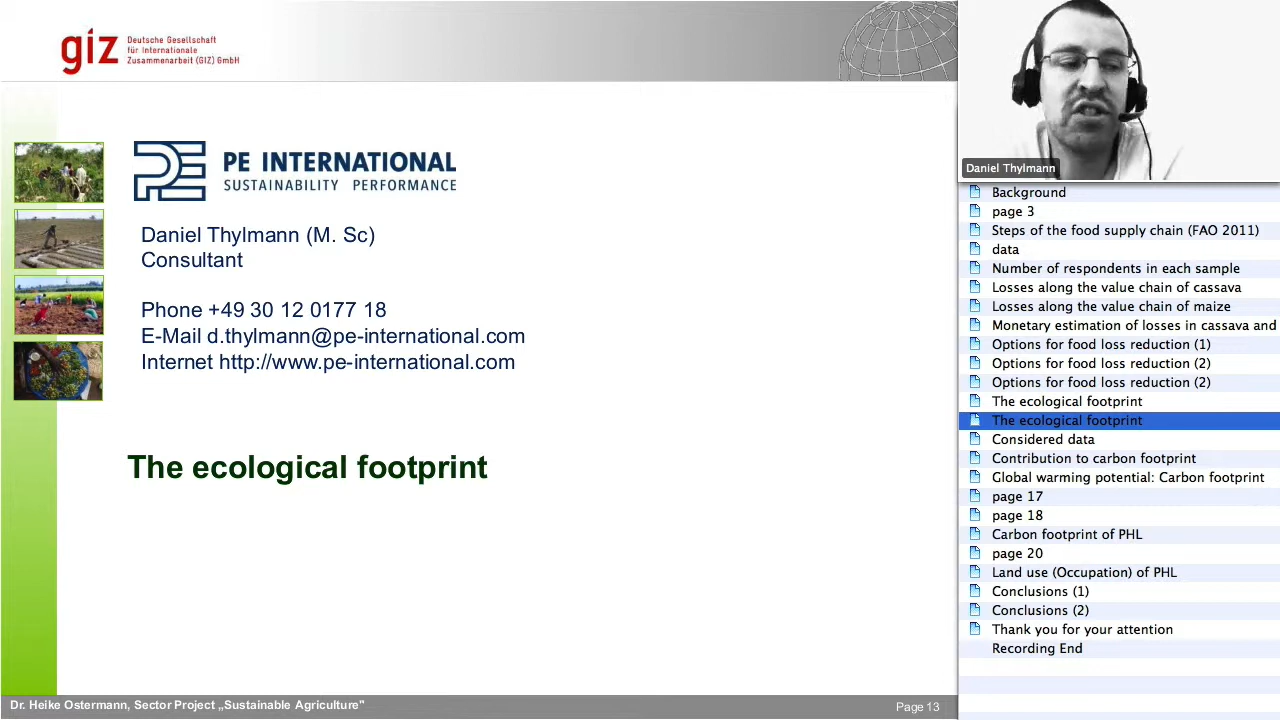 giz
Deutsche Gesellschaft
für Internationale
Zusammenarbeit (GIZ) GmbH
PE INTERNATIONAL
SUSTAINABILITY PERFORMANCE
Daniel Thylmann (M. Sc)
Consultant
Phone +49 30 12 0177 18
E-Mail d.thylmann@pe-international.com
Internet http://www.pe-international.com
The ecological footprint
Dr. Heike Ostermann, Sector Project „Sustainable Agriculture"
Page 13
Daniel Thylmann
Background
page 3
Steps of the food supply chain (FAO 2011)
data
Number of respondents in each sample
Losses along the value chain of cassava
Losses along the value chain of maize
Monetary estimation of losses in cassava and
Options for food loss reduction (1)
Options for food loss reduction (2)
Options for food loss reduction (2)
The ecological footprint
The ecological footprint
Considered data
Contribution to carbon footprint
Global warming potential: Carbon footprint
page 17
page 18
Carbon footprint of PHL
page 20
Land use (Occupation) of PHL
Conclusions (1)
Conclusions (2)
Thank you for your attention
Recording End